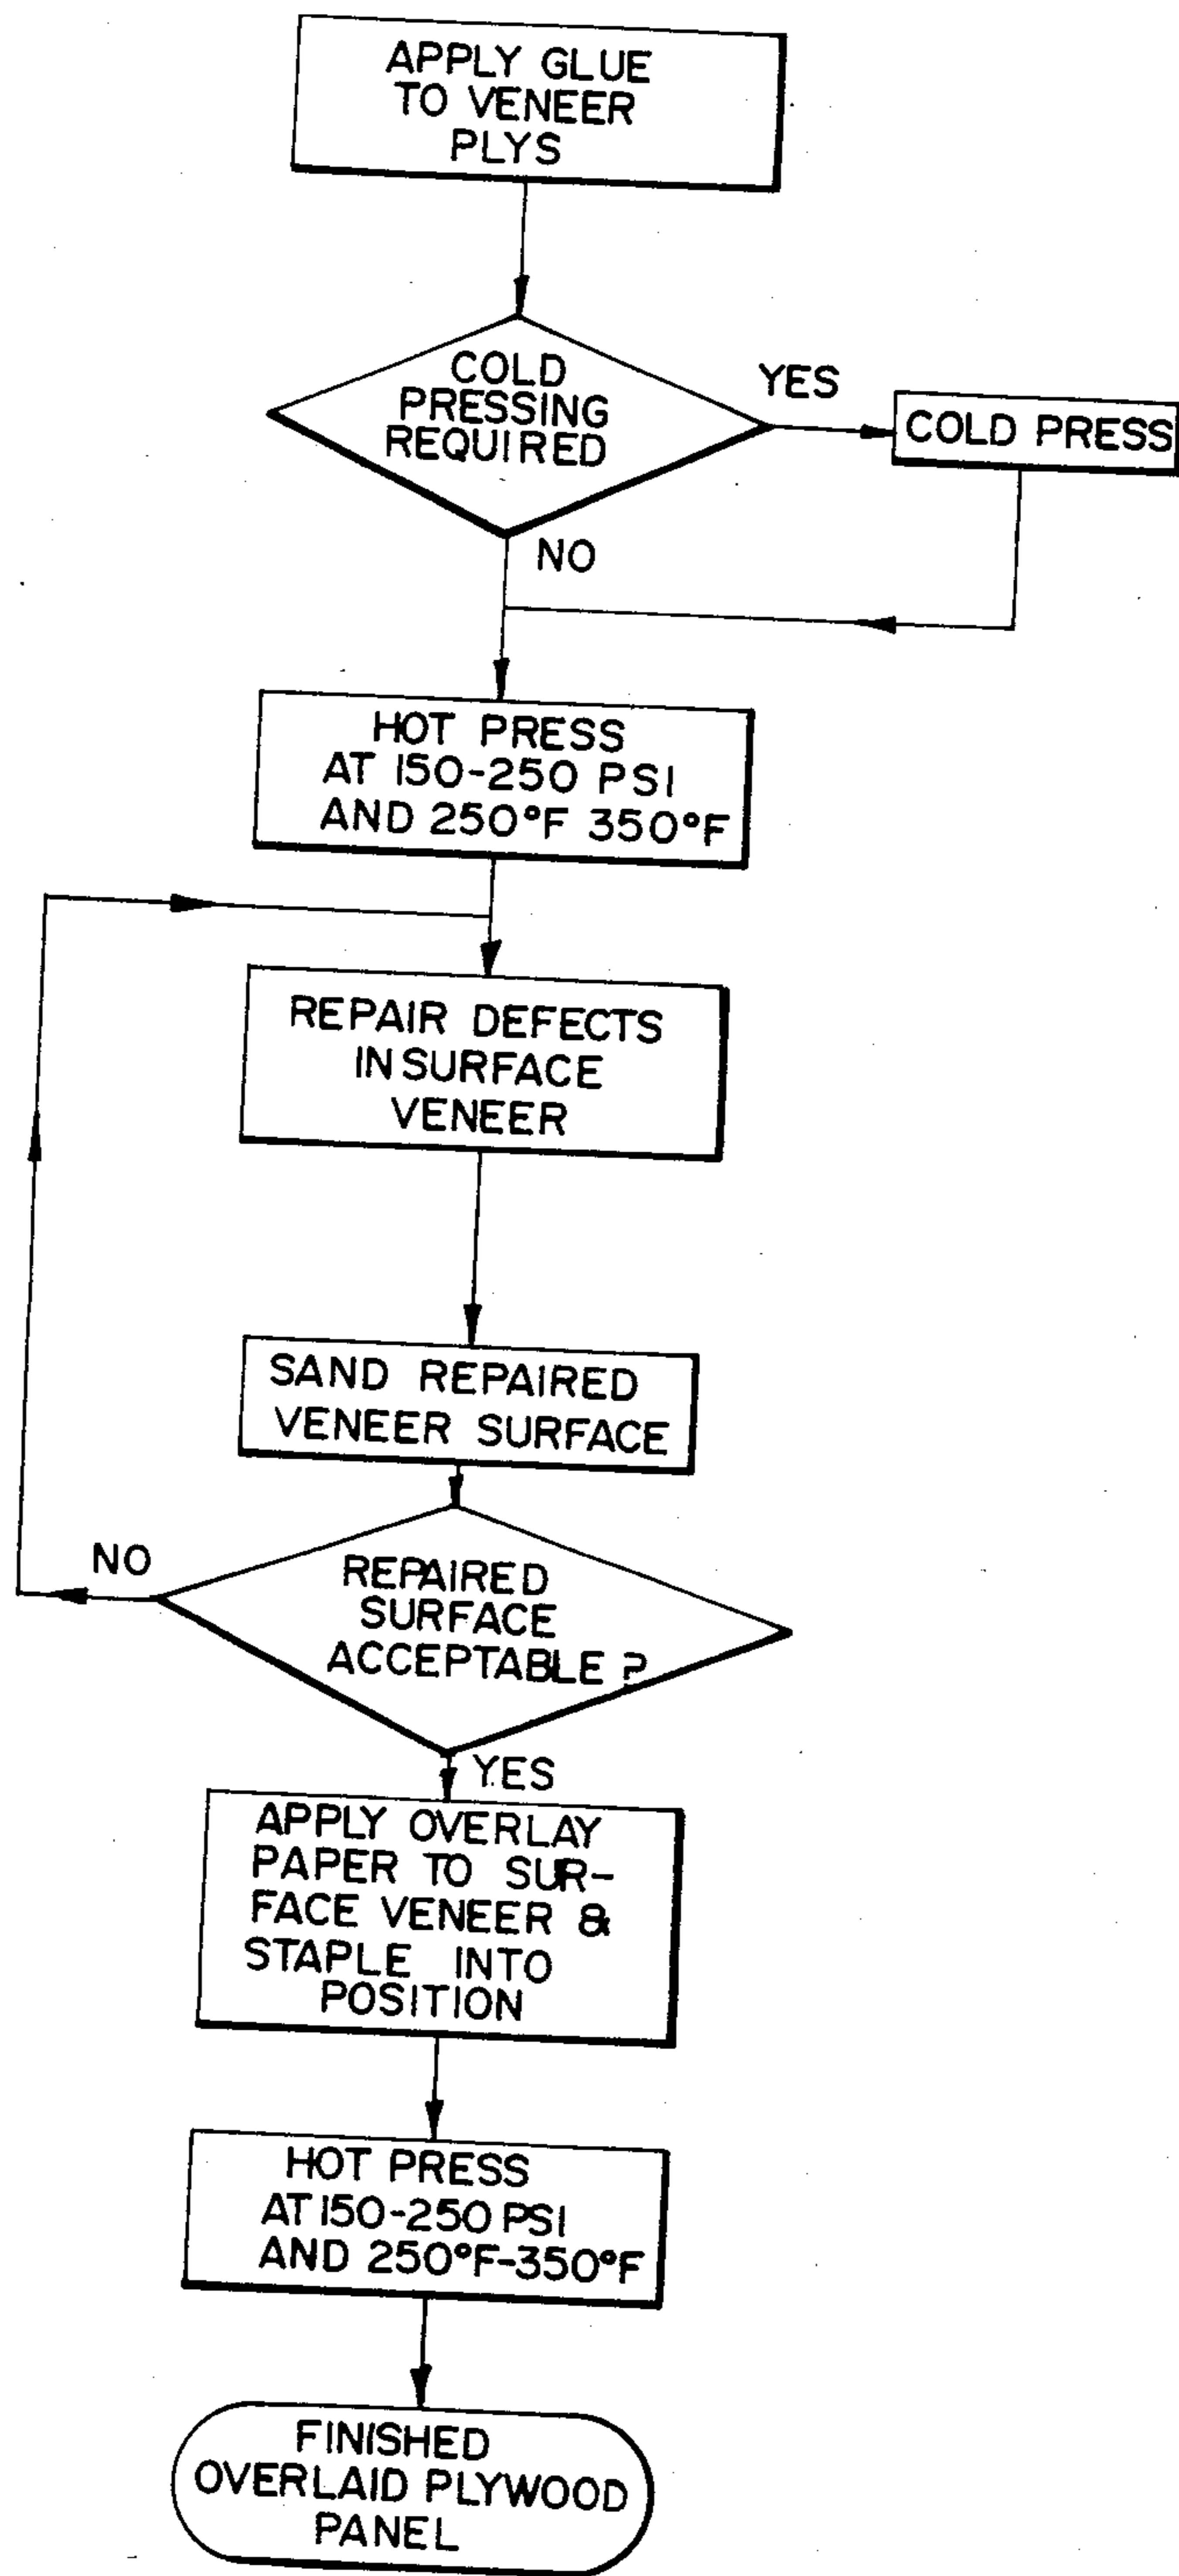 APPLY GLUE
TO VENEER
PLYS
COLD
PRESSING
REQUIRED
YES
COLD PRESS
NO
HOT PRESS
AT 150-250 PSI
AND 250°F 350°F
REPAIR DEFECTS
IN SURFACE
VENEER
SAND REPAIRED
VENEER SURFACE
NO
REPAIRED
SURFACE
ACCEPTABLE ?
YES
APPLY OVERLAY
PAPER TO SUR-
FACE VENEER &
STAPLE INTO
POSITION
HOT PRESS
AT 150-250 PSI
AND 250°F-350°F
FINISHED
OVERLAID PLYWOOD
PANEL